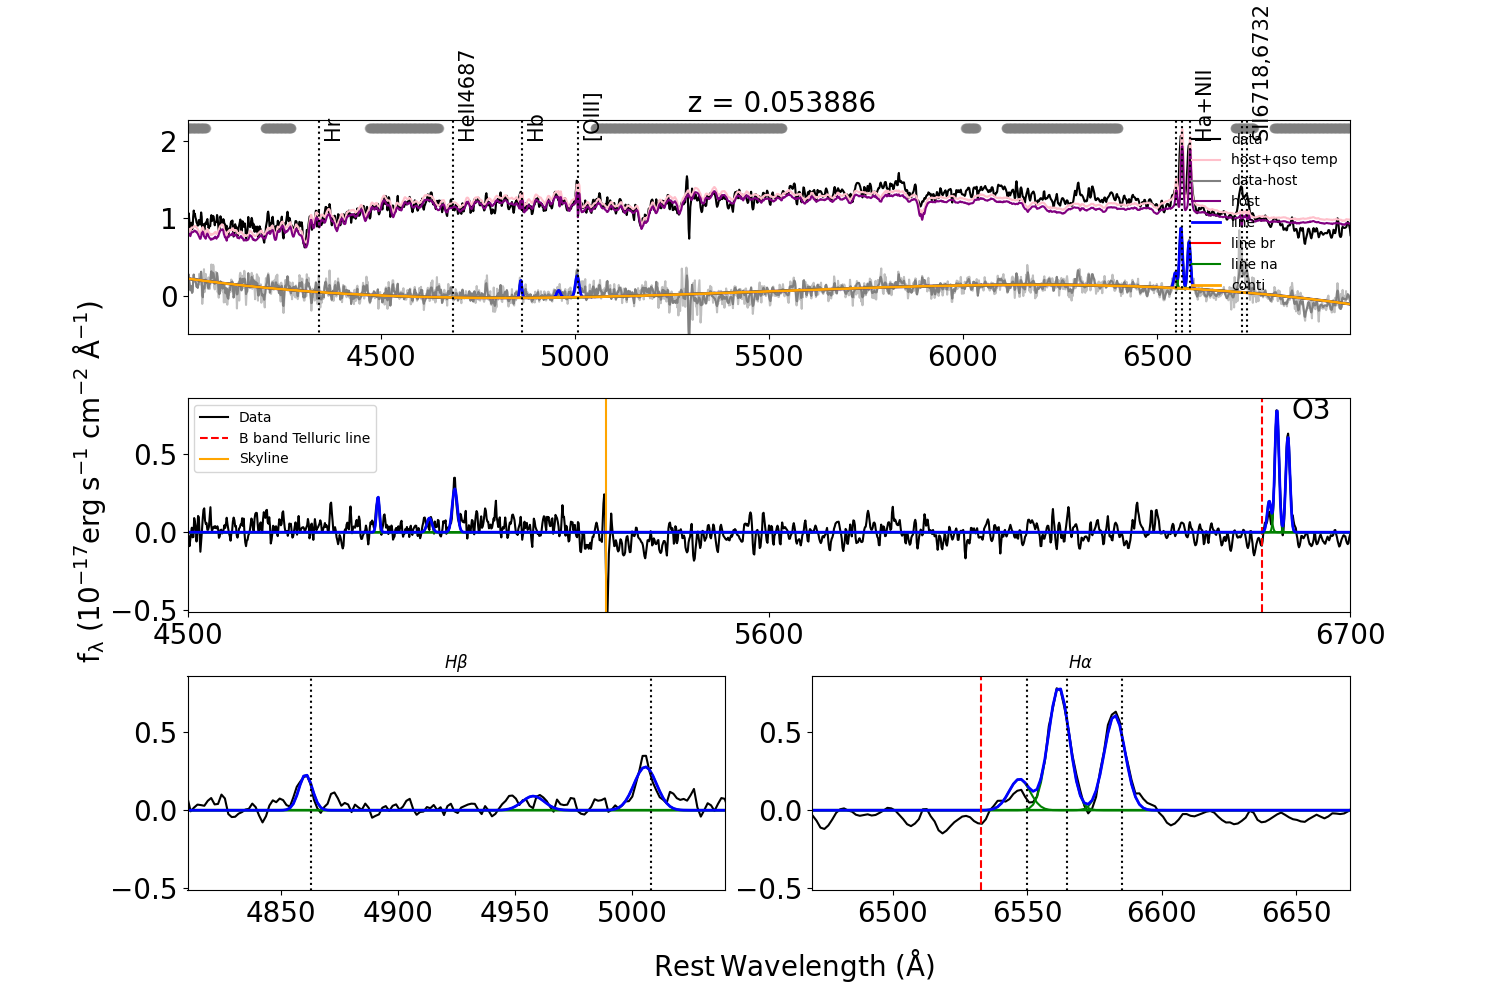 z = 0.053886
Hr
HeII4687
Hb
[OIII]
Ha+NII
SII6718,6732
data
host+qso temp
data-host
host
line
line br
line na
conti
2
1
0
4500
5000
5500
6000
6500
fλ (10⁻¹⁷erg s⁻¹ cm⁻² Å⁻¹)
Data
B band Telluric line
Skyline
O3
0.5
0.0
−0.5
4500
5600
6700
Hβ
0.5
0.0
−0.5
4850
4900
4950
5000
Hα
0.5
0.0
−0.5
6500
6550
6600
6650
Rest Wavelength (Å)